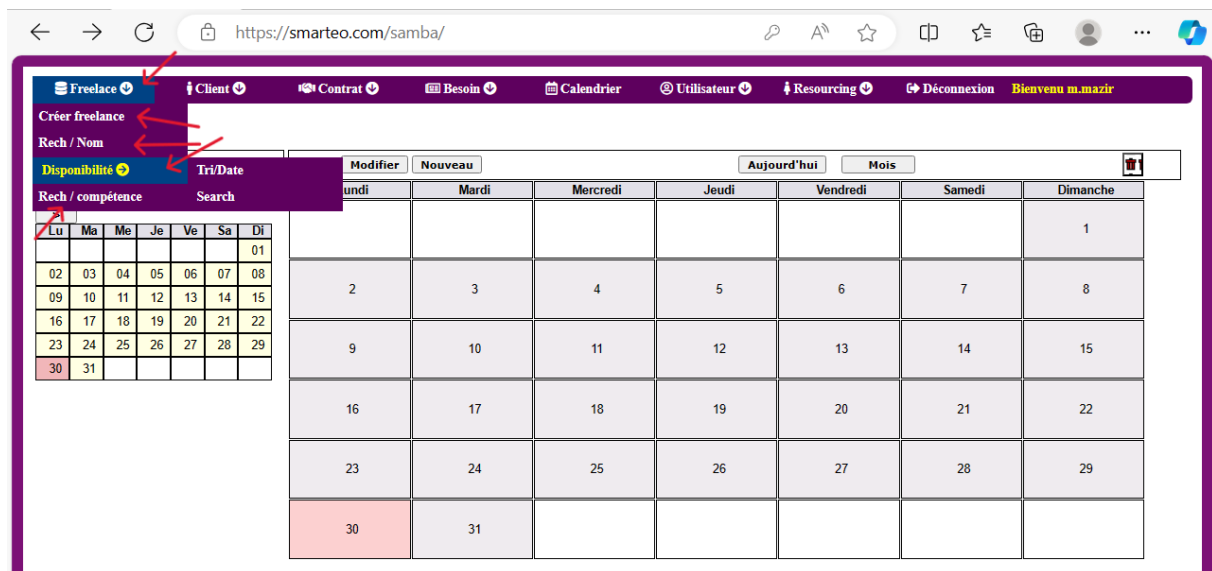 https://smarteo.com/samba/
Freelace Client Contrat Besoin Calendrier Utilisateur Resourcing Déconnexion Bienvenu m.mazir
Créer freelance
Rech / Nom
Disponibilité Tri/Date Modifier Nouveau Aujourd'hui Mois
Rech / compétence Search undi Mardi Mercredi Jeudi Vendredi Samedi Dimanche
Lu Ma Me Je Ve Sa Di
01
02 03 04 05 06 07 08
09 10 11 12 13 14 15
16 17 18 19 20 21 22
23 24 25 26 27 28 29
30 31
1
2 3 4 5 6 7 8
9 10 11 12 13 14 15
16 17 18 19 20 21 22
23 24 25 26 27 28 29
30 31